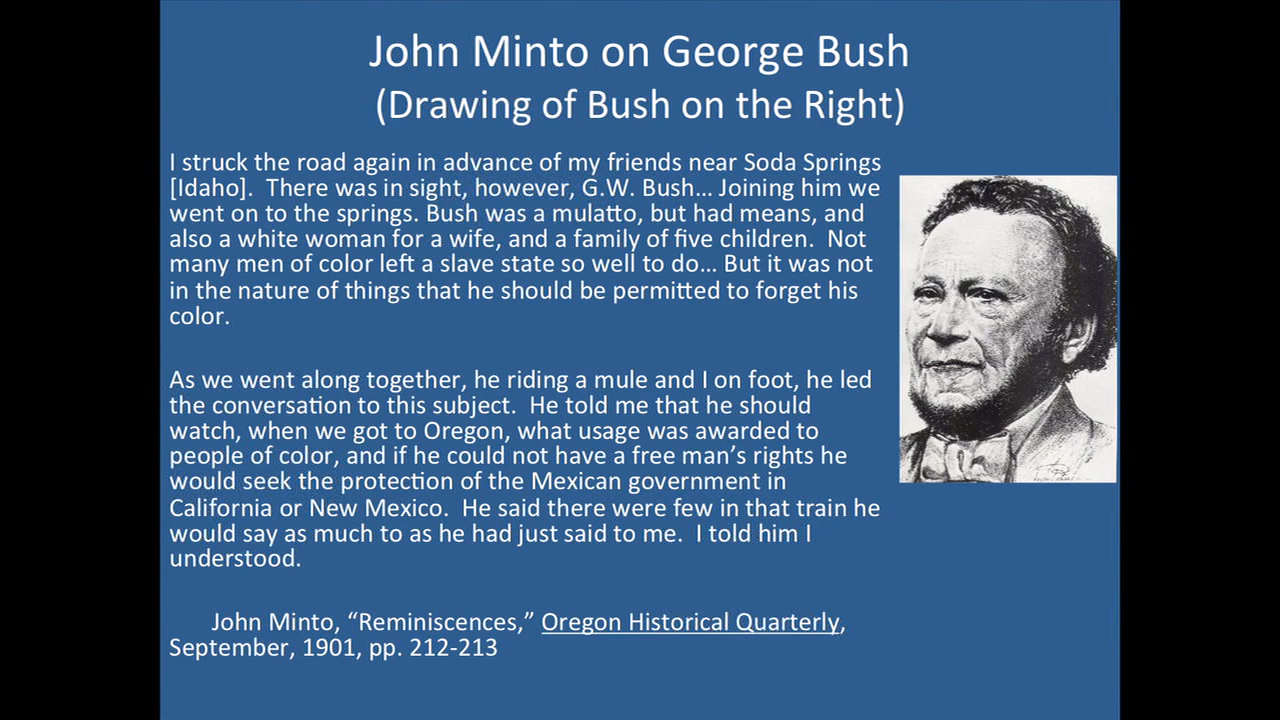 John Minto on George Bush
(Drawing of Bush on the Right)
I struck the road again in advance of my friends near Soda Springs
[Idaho].  There was in sight, however, G.W. Bush… Joining him we
went on to the springs. Bush was a mulatto, but had means, and
also a white woman for a wife, and a family of five children.  Not
many men of color left a slave state so well to do… But it was not
in the nature of things that he should be permitted to forget his
color.
As we went along together, he riding a mule and I on foot, he led
the conversation to this subject.  He told me that he should
watch, when we got to Oregon, what usage was awarded to
people of color, and if he could not have a free man’s rights he
would seek the protection of the Mexican government in
California or New Mexico.  He said there were few in that train he
would say as much to as he had just said to me.  I told him I
understood.
John Minto, “Reminiscences,” Oregon Historical Quarterly,
September, 1901, pp. 212-213